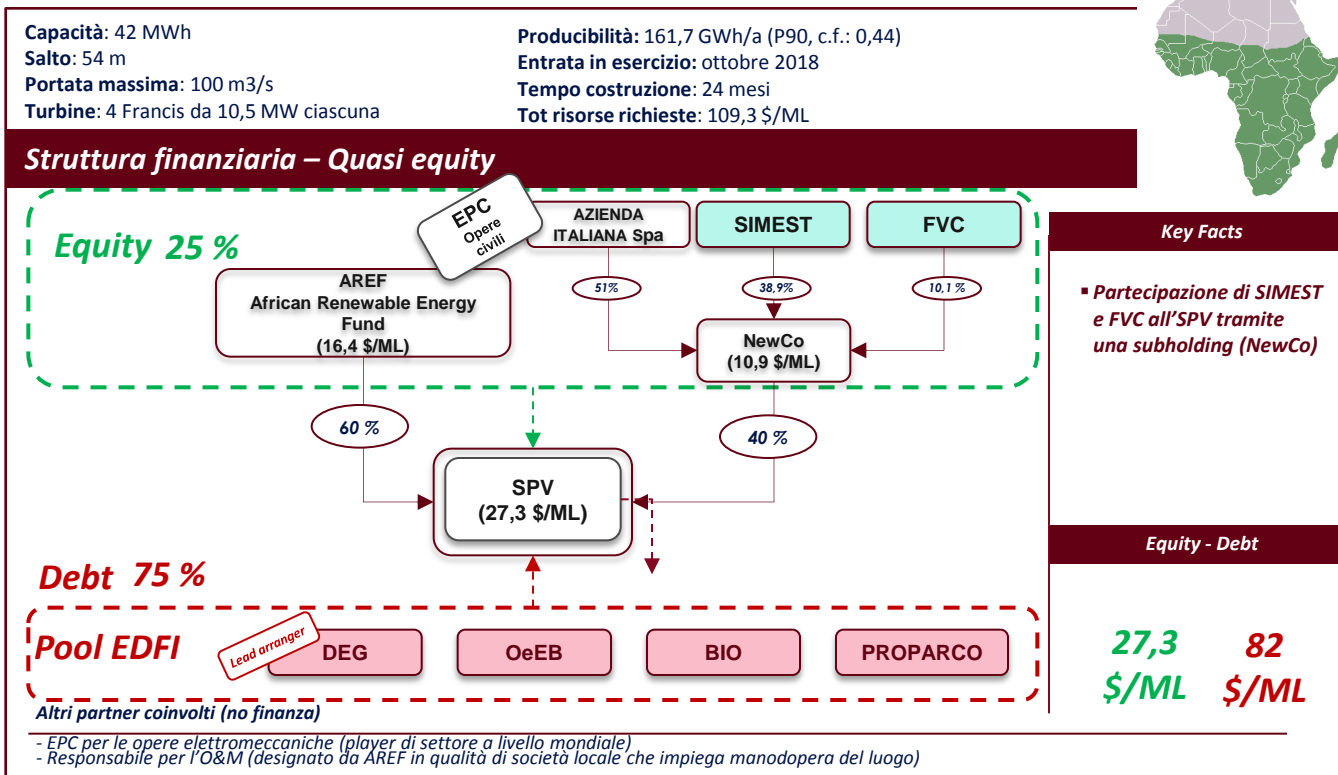 Capacità: 42 MWh
Salto: 54 m
Portata massima: 100 m3/s
Turbine: 4 Francis da 10,5 MW ciascuna
Producibilità: 161,7 GWh/a (P90, c.f.: 0,44)
Entrata in esercizio: ottobre 2018
Tempo costruzione: 24 mesi
Tot risorse richieste: 109,3 $/ML
Struttura finanziaria – Quasi equity
Equity 25 %
EPC
Opere
civili
AZIENDA
ITALIANA Spa
SIMEST
FVC
AREF
African Renewable Energy
Fund
(16,4 $/ML)
51%
38,9%
10,1 %
NewCo
(10,9 $/ML)
60 %
40 %
SPV
(27,3 $/ML)
Debt 75 %
Pool EDFI
Lead arranger
DEG
OeEB
BIO
PROPARCO
Key Facts
▪ Partecipazione di SIMEST
e FVC all'SPV tramite
una subholding (NewCo)
Equity - Debt
27,3
$/ML
82
$/ML
Altri partner coinvolti (no finanza)
- EPC per le opere elettromeccaniche (player di settore a livello mondiale)
- Responsabile per l'O&M (designato da AREF in qualità di società locale che impiega manodopera del luogo)